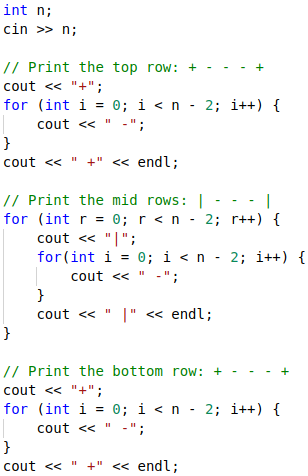 int n;
cin >> n;

// Print the top row: + - - - +
cout << "+";
for (int i = 0; i < n - 2; i++) {
    cout << " -";
}
cout << " +" << endl;

// Print the mid rows: | - - - |
for (int r = 0; r < n - 2; r++) {
    cout << "|";
    for(int i = 0; i < n - 2; i++) {
        cout << " -";
    }
    cout << " |" << endl;
}

// Print the bottom row: + - - - +
cout << "+";
for (int i = 0; i < n - 2; i++) {
    cout << " -";
}
cout << " +" << endl;